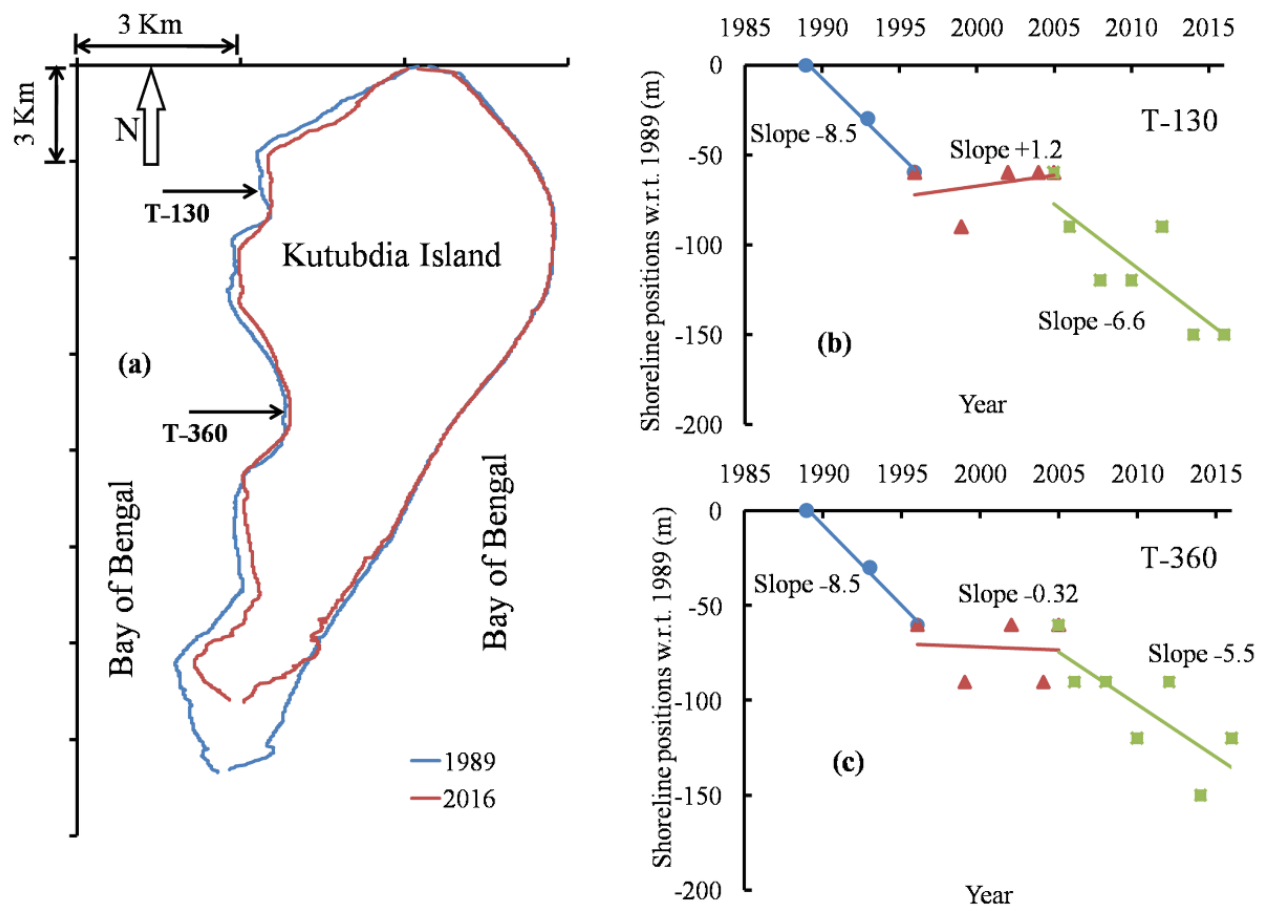 3 Km
3 Km
N
T-130
Kutubdia Island
(a)
T-360
Bay of Bengal
Bay of Bengal
1989
2016
1985 1990 1995 2000 2005 2010 2015
Shoreline positions w.r.t. 1989 (m)
0
-50
-100
-150
-200
T-130
Slope -8.5
Slope +1.2
Slope -6.6
(b)
Year
1985 1990 1995 2000 2005 2010 2015
Shoreline positions w.r.t. 1989 (m)
0
-50
-100
-150
-200
T-360
Slope -8.5
Slope -0.32
Slope -5.5
(c)
Year